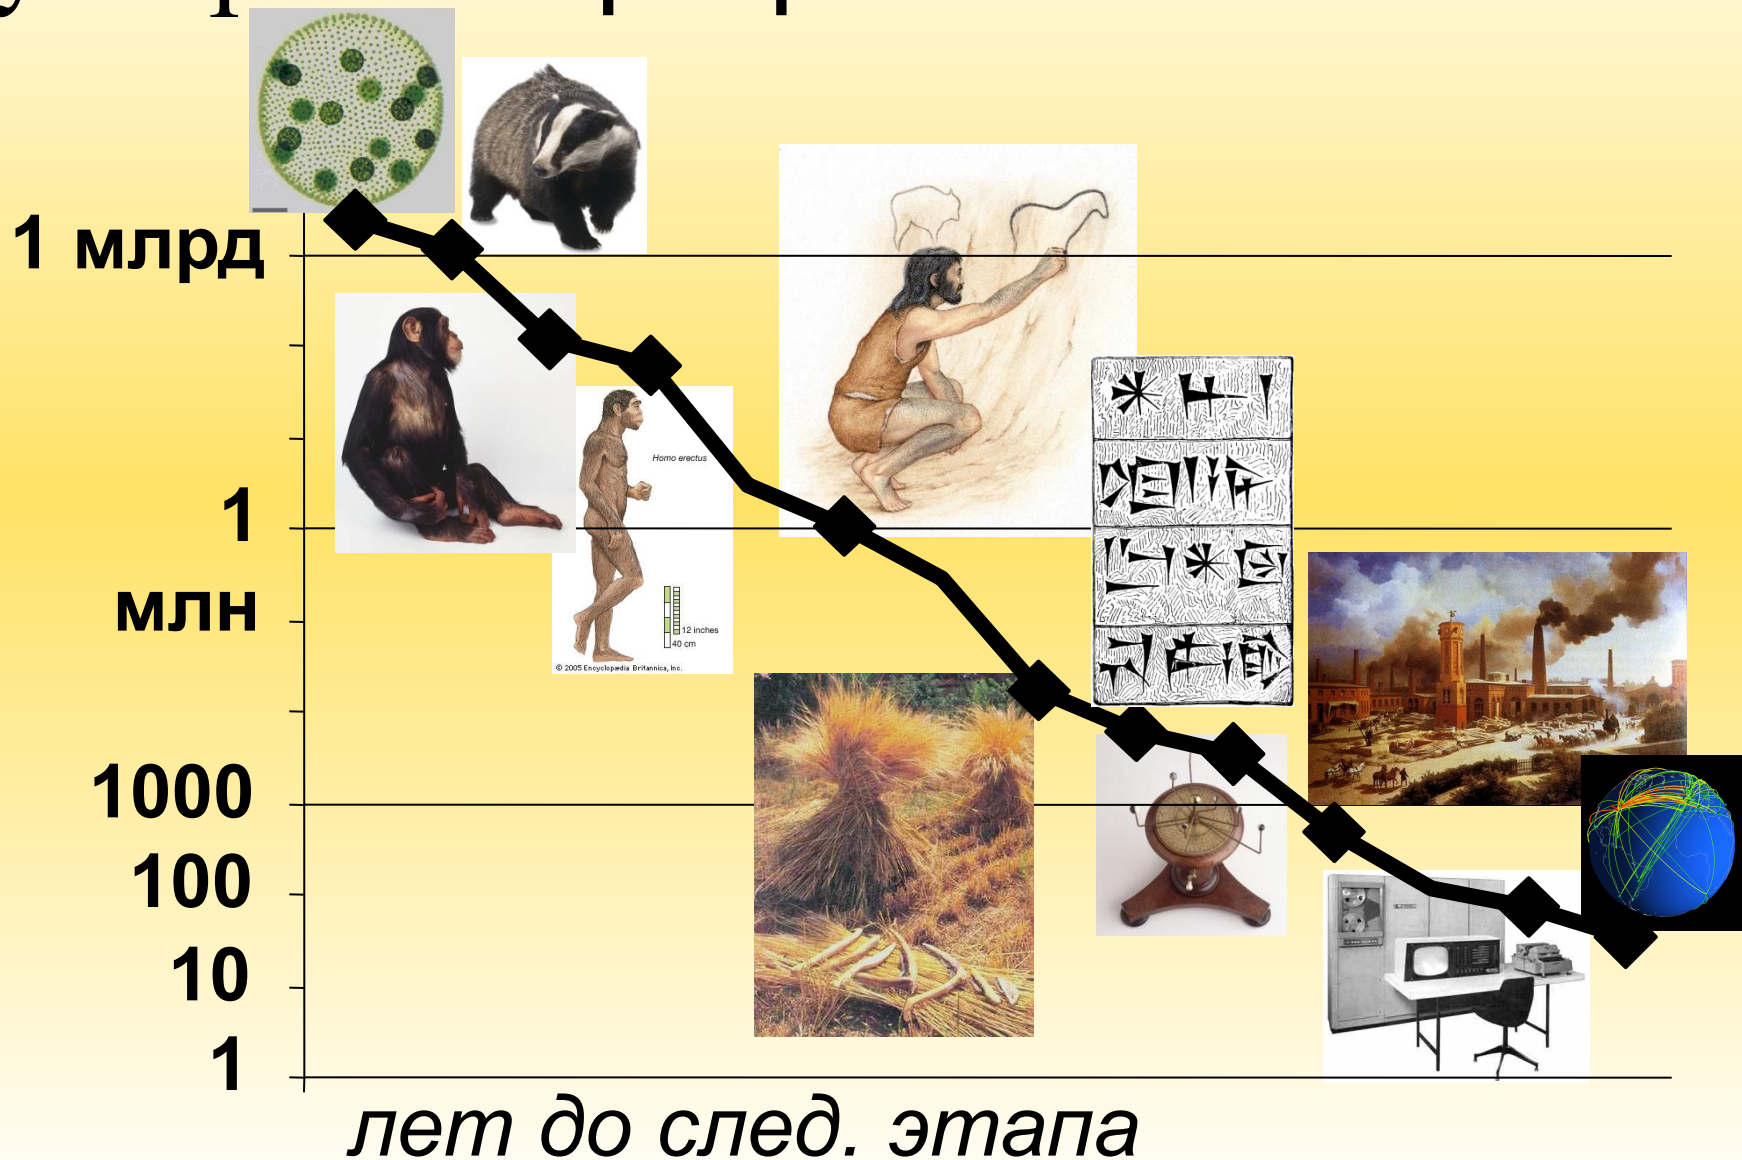 1 млрд
Homo erectus
1
млн
12 inches
40 cm
© 2005 Encyclopædia Britannica, Inc.
1000
100
10
1
лет до след. этапа